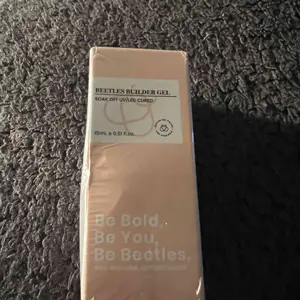 BEETLES BUILDER GEL
SOAK OFF UV/LED CURED
15mL e 0.51 fl.oz.
Be Bold.
Be You,
Be Beetles.